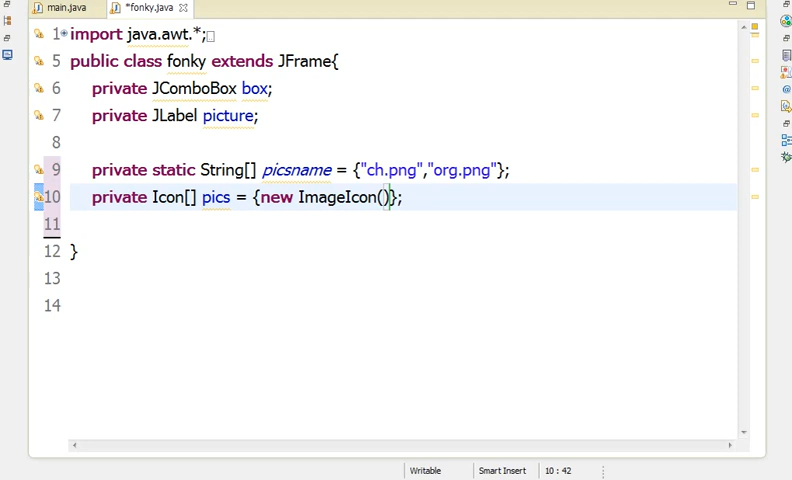 main.java *fonky.java
1 import java.awt.*;
5 public class fonky extends JFrame{
6 private JComboBox box;
7 private JLabel picture;
8
9 private static String[] picsname = {"ch.png","org.png"};
10 private Icon[] pics = {new ImageIcon()};
11
12 }
13
14
Writable Smart Insert 10 : 42